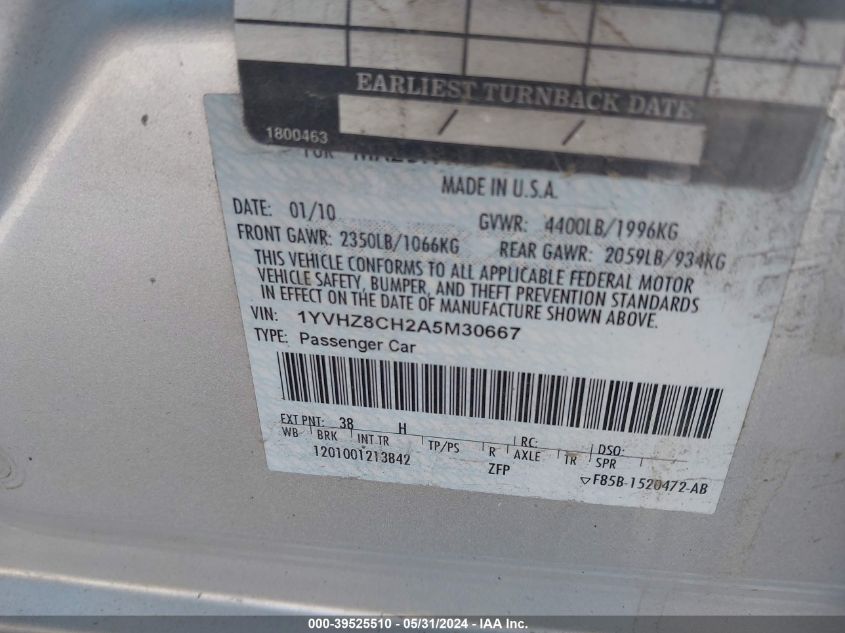 EARLIEST TURNBACK DATE
/ /
1800463
MADE IN U.S.A.
DATE: 01/10 GVWR: 4400LB/1996KG
FRONT GAWR: 2350LB/1066KG REAR GAWR: 2059LB/934KG
THIS VEHICLE CONFORMS TO ALL APPLICABLE FEDERAL MOTOR
VEHICLE SAFETY, BUMPER, AND THEFT PREVENTION STANDARDS
IN EFFECT ON THE DATE OF MANUFACTURE SHOWN ABOVE.
VIN: 1YVHZ8CH2A5M30667
TYPE: Passenger Car
EXT PNT: 38 H RC: DSO:
WB BRK INT TR TP/PS R AXLE TR SPR
1201001213842 ZFP
F85B-1520472-AB
000-39525510 - 05/31/2024 - IAA Inc.